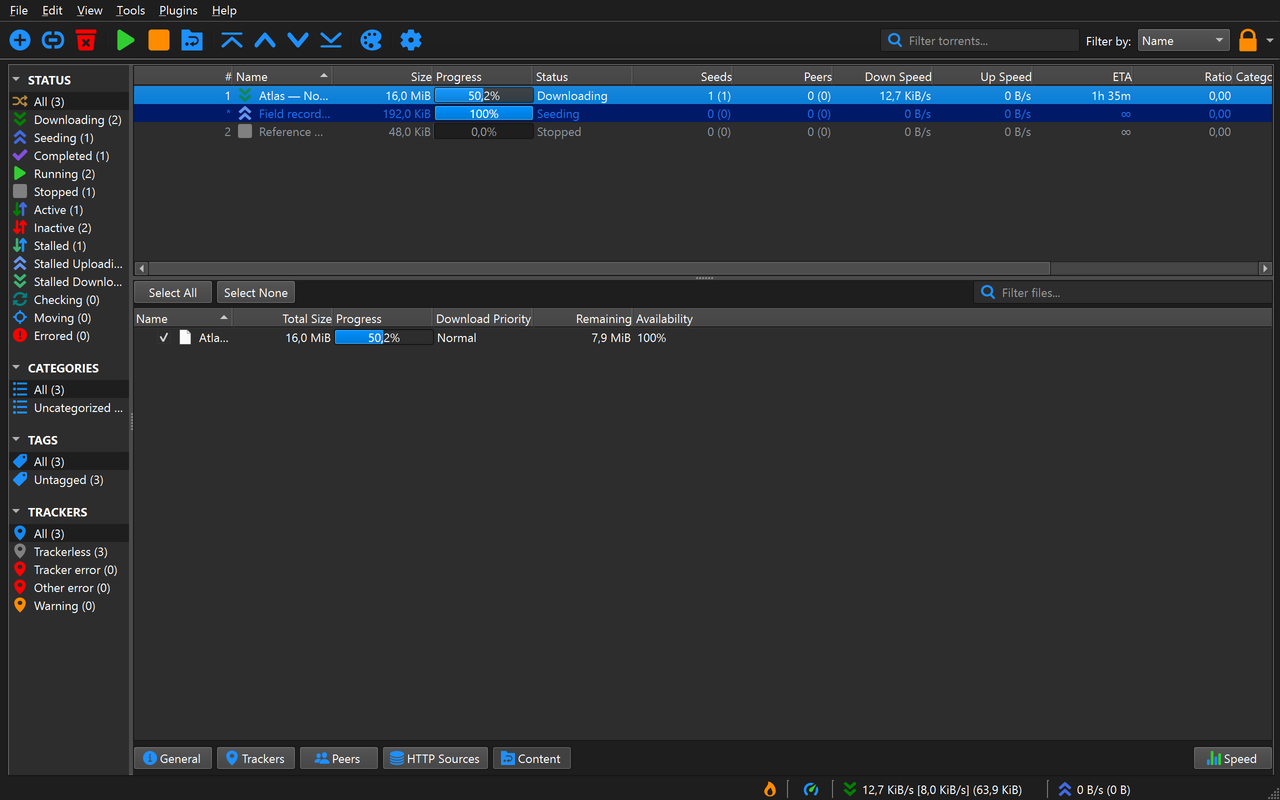 File Edit View Tools Plugins Help
Filter torrents... Filter by: Name
STATUS
All (3)
Downloading (2)
Seeding (1)
Completed (1)
Running (2)
Stopped (1)
Active (1)
Inactive (2)
Stalled (1)
Stalled Uploadi...
Stalled Downlo...
Checking (0)
Moving (0)
Errored (0)
CATEGORIES
All (3)
Uncategorized ...
TAGS
All (3)
Untagged (3)
TRACKERS
All (3)
Trackerless (3)
Tracker error (0)
Other error (0)
Warning (0)
# Name Size Progress Status Seeds Peers Down Speed Up Speed ETA Ratio Catego
1 Atlas — No... 16,0 MiB 50,2% Downloading 1 (1) 0 (0) 12,7 KiB/s 0 B/s 1h 35m 0,00
* Field record... 192,0 KiB 100% Seeding 0 (0) 0 (0) 0 B/s 0 B/s ∞ 0,00
2 Reference ... 48,0 KiB 0,0% Stopped 0 (0) 0 (0) 0 B/s 0 B/s ∞ 0,00
Select All Select None Filter files...
Name Total Size Progress Download Priority Remaining Availability
✓ Atla... 16,0 MiB 50,2% Normal 7,9 MiB 100%
General Trackers Peers HTTP Sources Content Speed
12,7 KiB/s [8,0 KiB/s] (63,9 KiB) 0 B/s (0 B)